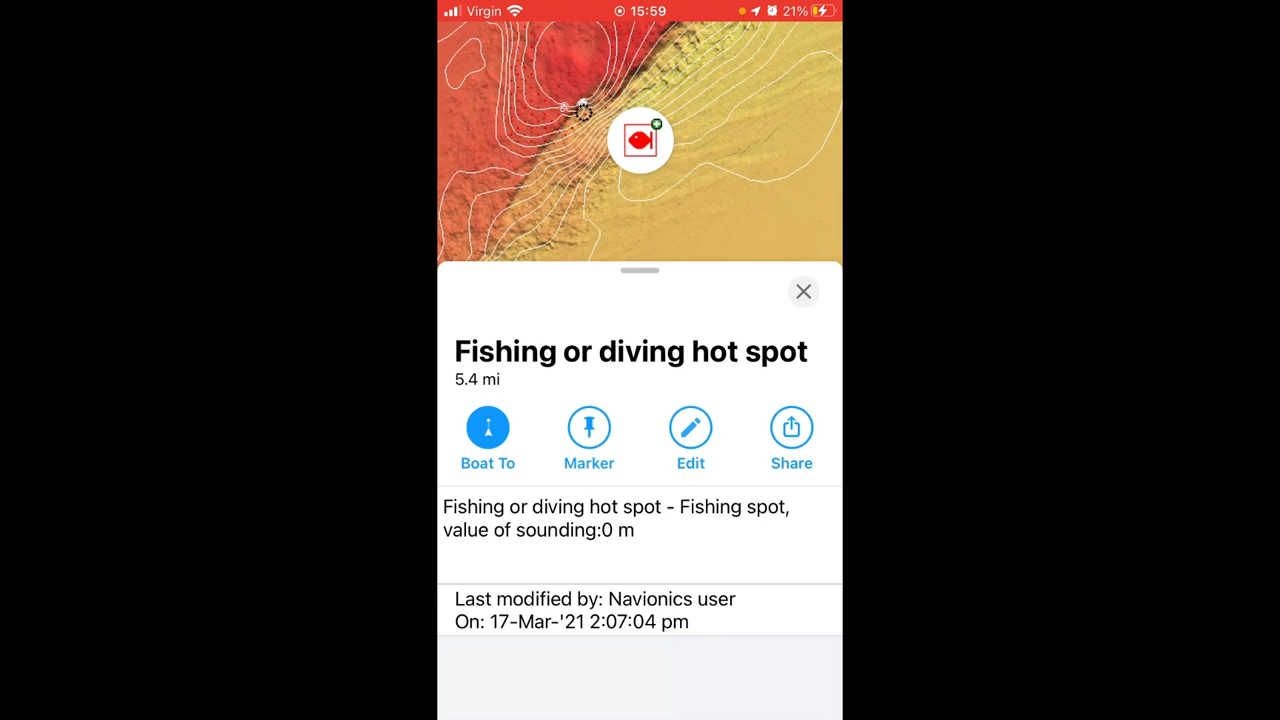 Virgin 15:59 21%
Fishing or diving hot spot
5.4 mi
Boat To Marker Edit Share
Fishing or diving hot spot - Fishing spot,
value of sounding:0 m
Last modified by: Navionics user
On: 17-Mar-'21 2:07:04 pm